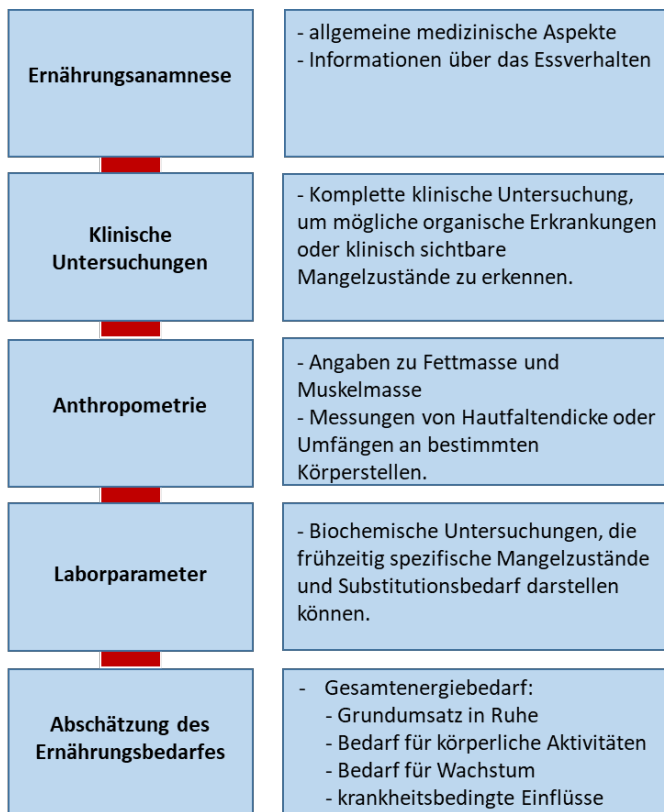 Ernährungsanamnese
- allgemeine medizinische Aspekte
- Informationen über das Essverhalten
Klinische
Untersuchungen
- Komplette klinische Untersuchung,
um mögliche organische Erkrankungen
oder klinisch sichtbare
Mangelzustände zu erkennen.
Anthropometrie
- Angaben zu Fettmasse und
Muskelmasse
- Messungen von Hautfaltendicke oder
Umfängen an bestimmten
Körperstellen.
Laborparameter
- Biochemische Untersuchungen, die
frühzeitig spezifische Mangelzustände
und Substitutionsbedarf darstellen
können.
Abschätzung des
Ernährungsbedarfes
- Gesamtenergiebedarf:
- Grundumsatz in Ruhe
- Bedarf für körperliche Aktivitäten
- Bedarf für Wachstum
- krankheitsbedingte Einflüsse